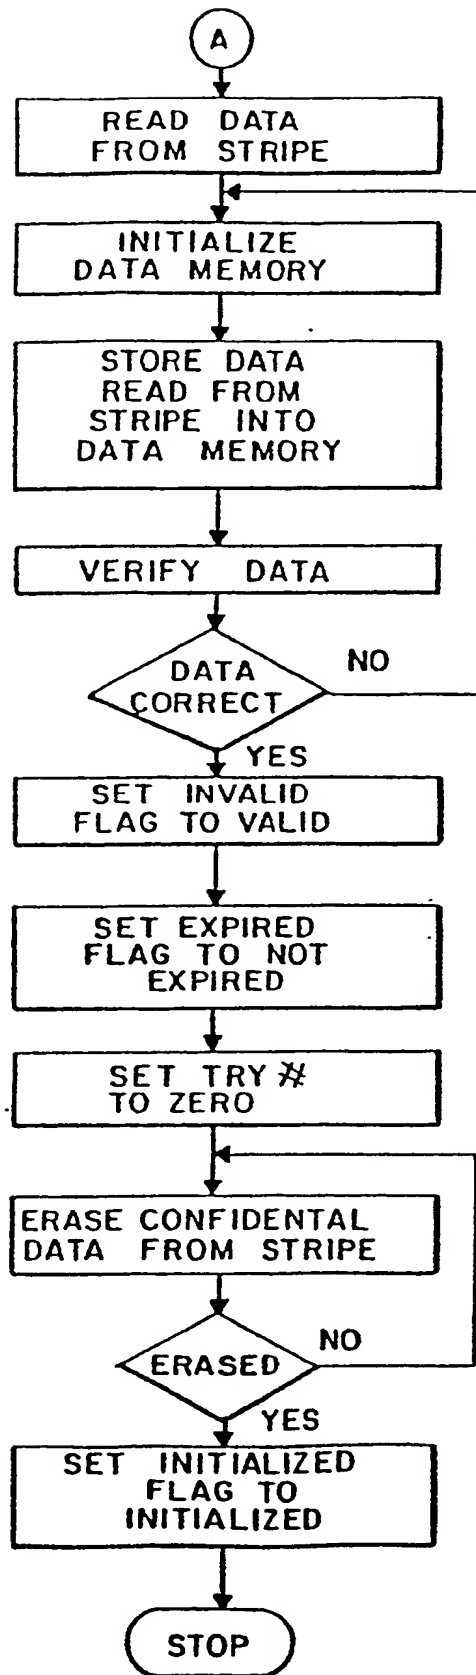 A
READ DATA
FROM STRIPE
INITIALIZE
DATA MEMORY
STORE DATA
READ FROM
STRIPE INTO
DATA MEMORY
VERIFY DATA
DATA
CORRECT
NO
YES
SET INVALID
FLAG TO VALID
SET EXPIRED
FLAG TO NOT
EXPIRED
SET TRY #
TO ZERO
ERASE CONFIDENTAL
DATA FROM STRIPE
ERASED
NO
YES
SET INITIALIZED
FLAG TO
INITIALIZED
STOP